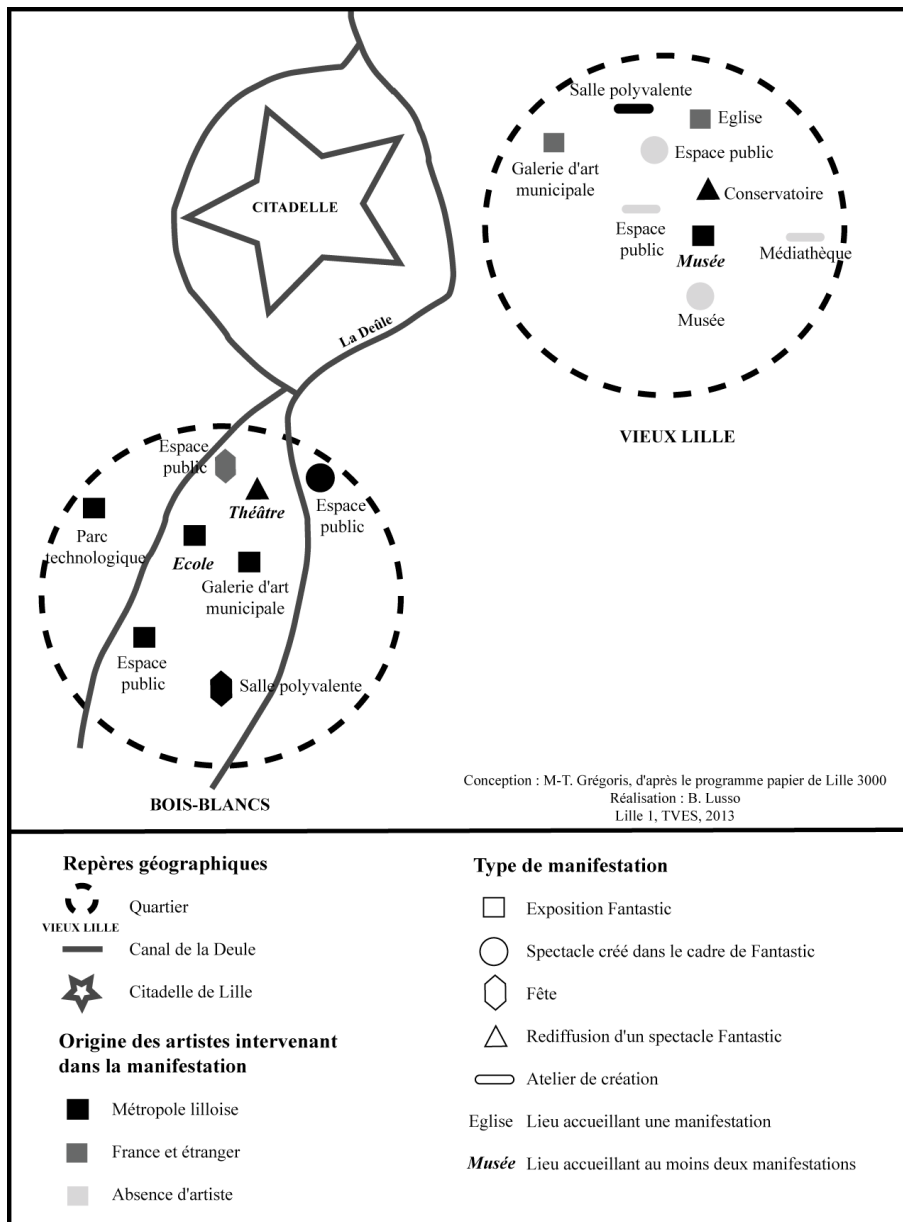 Salle polyvalente
Eglise
Galerie d'art
municipale
Espace public
Conservatoire
CITADELLE
Espace
public
Musée
Médiathèque
Musée
La Deûle
VIEUX LILLE
Espace
public
Théâtre
Espace
public
Parc
technologique
Ecole
Galerie d'art
municipale
Espace
public
Salle polyvalente
BOIS-BLANCS
Conception : M-T. Grégoris, d'après le programme papier de Lille 3000
Réalisation : B. Lusso
Lille 1, TVES, 2013
Repères géographiques
VIEUX LILLE
Quartier
Canal de la Deule
Citadelle de Lille
Origine des artistes intervenant
dans la manifestation
Métropole lilloise
France et étranger
Absence d'artiste
Type de manifestation
Exposition Fantastic
Spectacle créé dans le cadre de Fantastic
Fête
Rediffusion d'un spectacle Fantastic
Atelier de création
Eglise Lieu accueillant une manifestation
Musée Lieu accueillant au moins deux manifestations